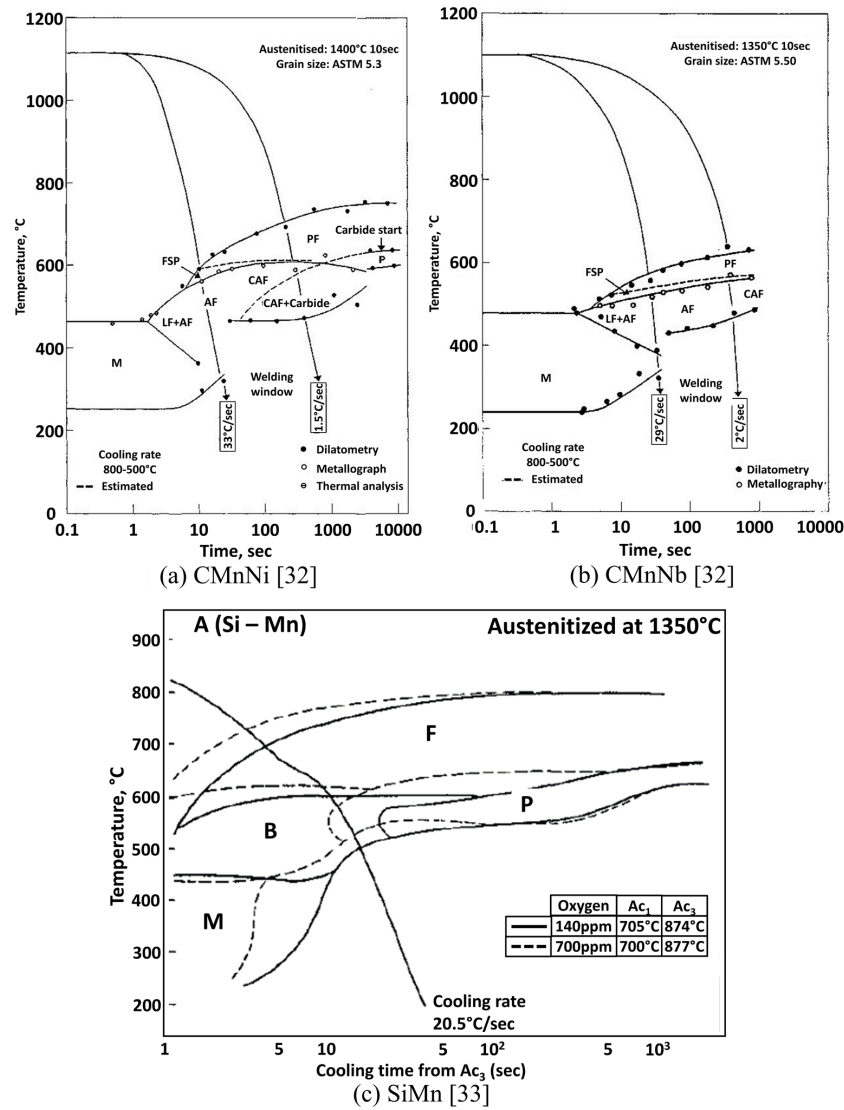 1200
1000
800
600
400
200
0
Temperature, °C
Austenitised: 1400°C 10sec
Grain size: ASTM 5.3
PF
Carbide start
P
FSP
CAF
AF
CAF+Carbide
LF+AF
M
Welding
window
33°C/sec
1.5°C/sec
Cooling rate
800-500°C
Estimated
Dilatometry
Metallograph
Thermal analysis
0.1 1 10 100 1000 10000
Time, sec
(a) CMnNi [32]
1200
1000
800
600
400
200
0
Temperature, °C
Austenitised: 1350°C 10sec
Grain size: ASTM 5.50
FSP
PF
CAF
AF
LF+AF
M
Welding
window
29°C/sec
2°C/sec
Cooling rate
800-500°C
Estimated
Dilatometry
Metallography
0.1 1 10 100 1000 10000
Time, sec
(b) CMnNb [32]
A (Si – Mn)
Austenitized at 1350°C
900
800
700
600
500
400
300
200
Temperature, °C
F
B
P
M
Oxygen Ac1 Ac3
140ppm 705°C 874°C
700ppm 700°C 877°C
Cooling rate
20.5°C/sec
1 5 10 5 10² 5 10³
Cooling time from Ac3 (sec)
(c) SiMn [33]